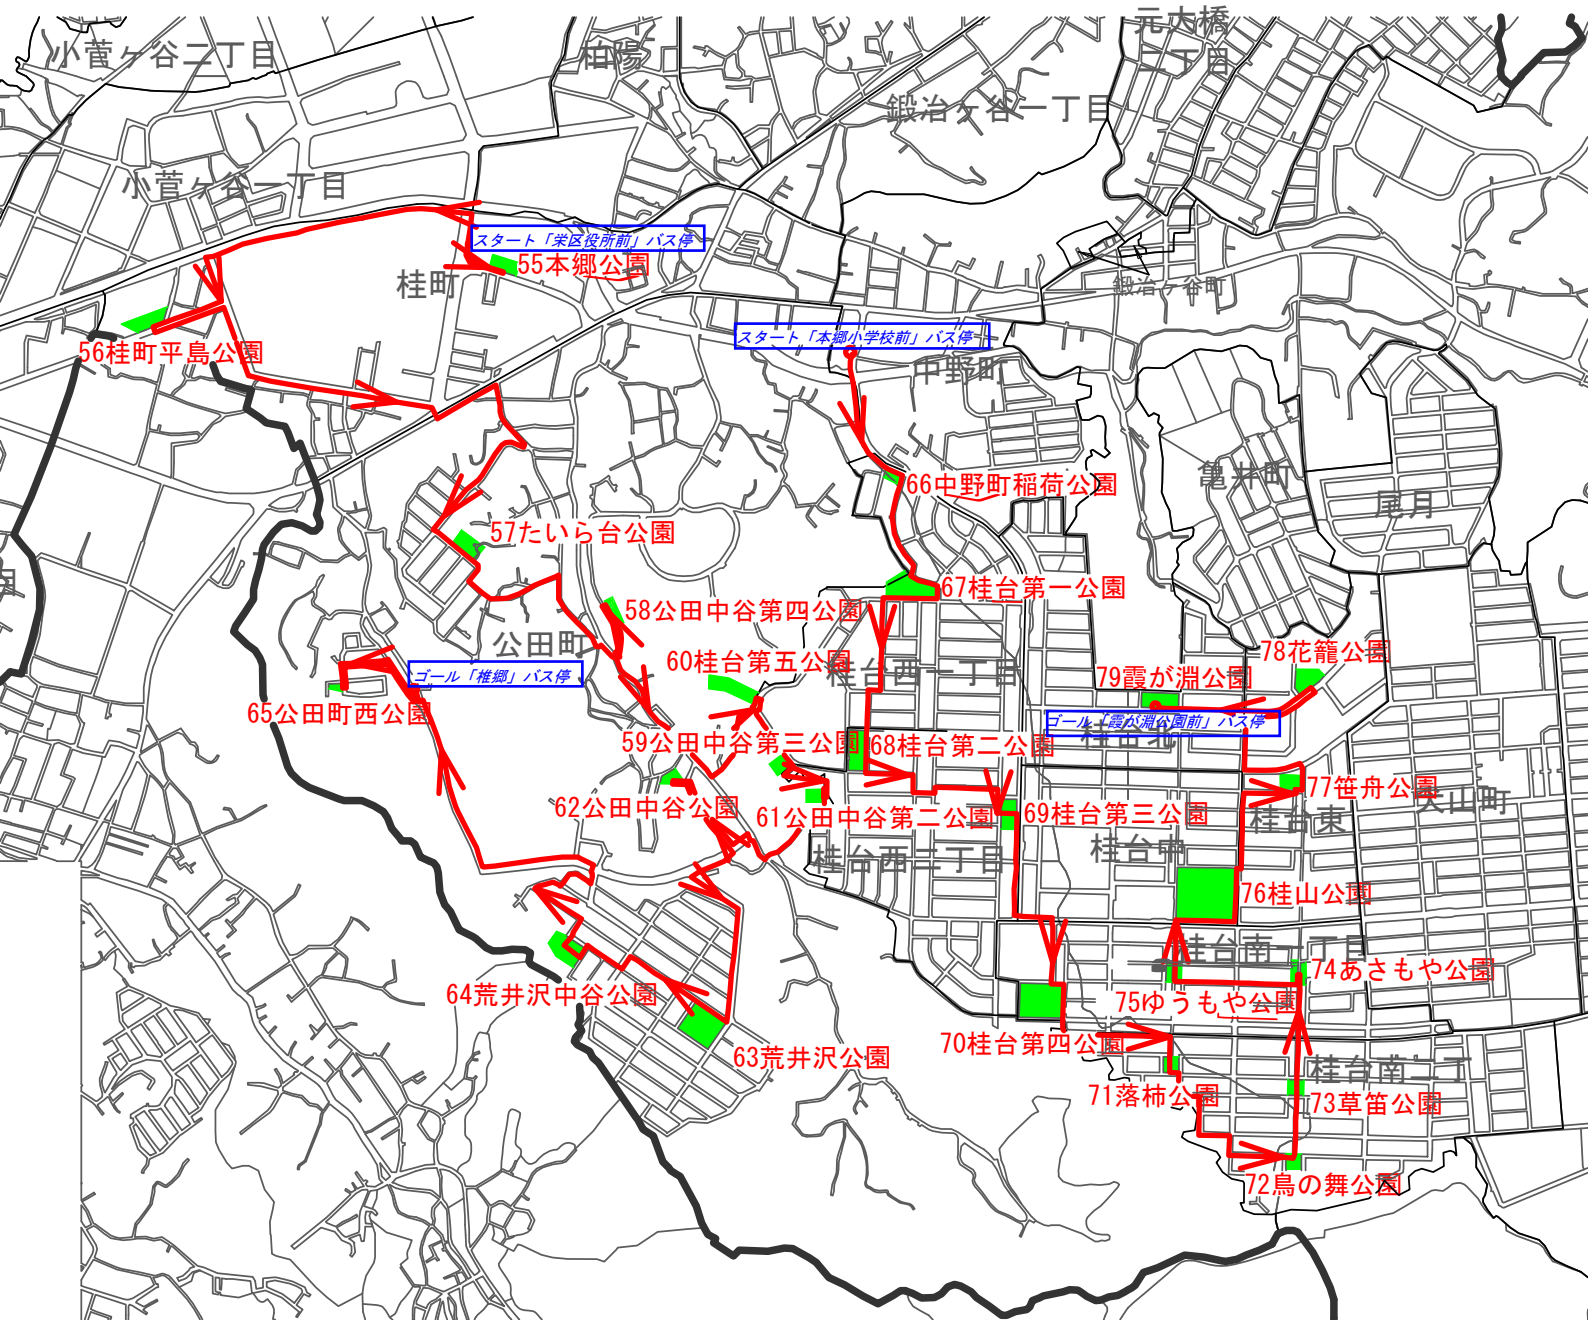 元大橋
二丁目
小菅ヶ谷二丁目
柏陽
鍛冶ヶ谷一丁目
小菅ヶ谷一丁目
スタート「栄区役所前」バス停
55本郷公園
桂町
鍛冶ヶ谷町
スタート「本郷小学校前」バス停
56桂町平島公園
中野町
亀井町
66中野町稲荷公園
尾月
57たいら台公園
67桂台第一公園
58公田中谷第四公園
公田町
78花籠公園
60桂台第五公園
桂台西一丁目
79霞が淵公園
ゴール「椎郷」バス停
65公田町西公園
ゴール「霞が淵公園前」バス停
桂台北
59公田中谷第三公園
68桂台第二公園
77笹舟公園
犬山町
62公田中谷公園
61公田中谷第二公園
69桂台第三公園
桂台東
桂台中
桂台西二丁目
76桂山公園
桂台南一丁目
74あさもや公園
64荒井沢中谷公園
75ゆうもや公園
70桂台第四公園
63荒井沢公園
桂台南二丁
71落柿公園
73草笛公園
72鳥の舞公園